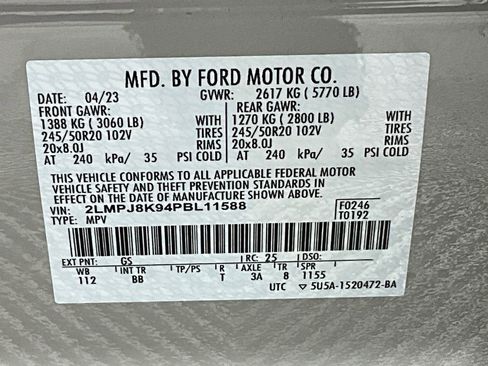 MFD. BY FORD MOTOR CO.
DATE: 04/23 GVWR: 2617 KG ( 5770 LB)
FRONT GAWR: REAR GAWR:
1388 KG ( 3060 LB) WITH 1270 KG ( 2800 LB) WITH
245/50R20 102V TIRES 245/50R20 102V TIRES
20x8.0J RIMS 20x8.0J RIMS
AT 240 kPa/ 35 PSI COLD AT 240 kPa/ 35 PSI COLD
THIS VEHICLE CONFORMS TO ALL APPLICABLE FEDERAL MOTOR
VEHICLE SAFETY AND THEFT PREVENTION STANDARDS IN
EFFECT ON THE DATE OF MANUFACTURE SHOWN ABOVE.
VIN: 2LMPJ8K94PBL11588 F0246
TYPE: MPV T0192
EXT PNT: GS RC: 25 DSO:
WB INT TR TP/PS R AXLE TR SPR
112 BB T 3A 8 1155
UTC ▽ 5U5A-1520472-BA